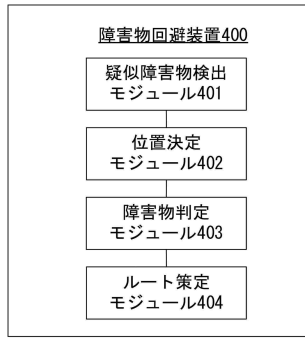 障害物回避装置400
疑似障害物検出
モジュール401
位置決定
モジュール402
障害物判定
モジュール403
ルート策定
モジュール404